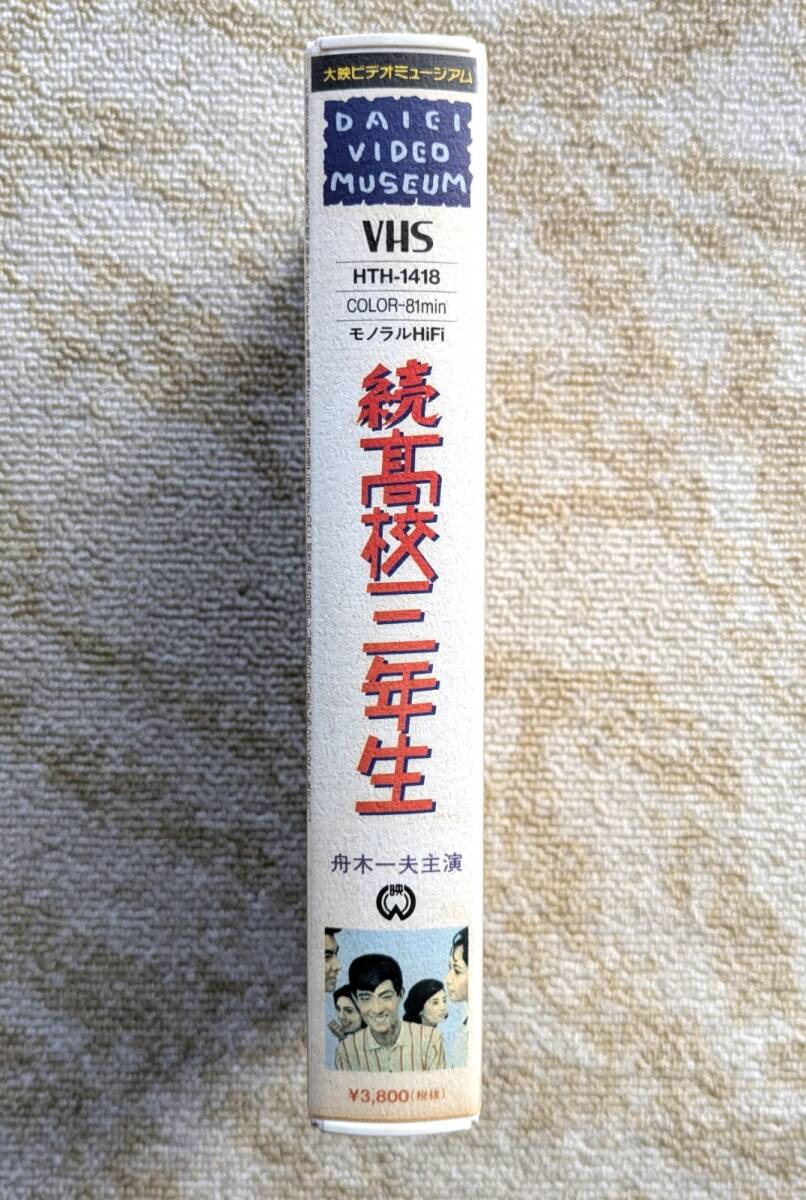 大映ビデオミュージアム
DAIEI
VIDEO
MUSEUM
VHS
HTH-1418
COLOR-81min
モノラルHiFi
続高校三年生
舟木一夫主演
映
¥3,800(税抜)